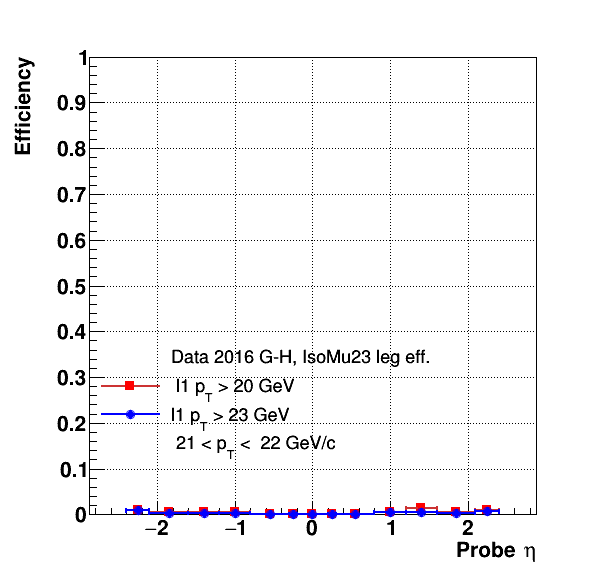 Efficiency
1
0.9
0.8
0.7
0.6
0.5
0.4
Data 2016 G-H, IsoMu23 leg eff.
0.3
l1 pT > 20 GeV
0.2
l1 pT > 23 GeV
21 < pT < 22 GeV/c
0.1
0
−2 −1 0 1 2
Probe η